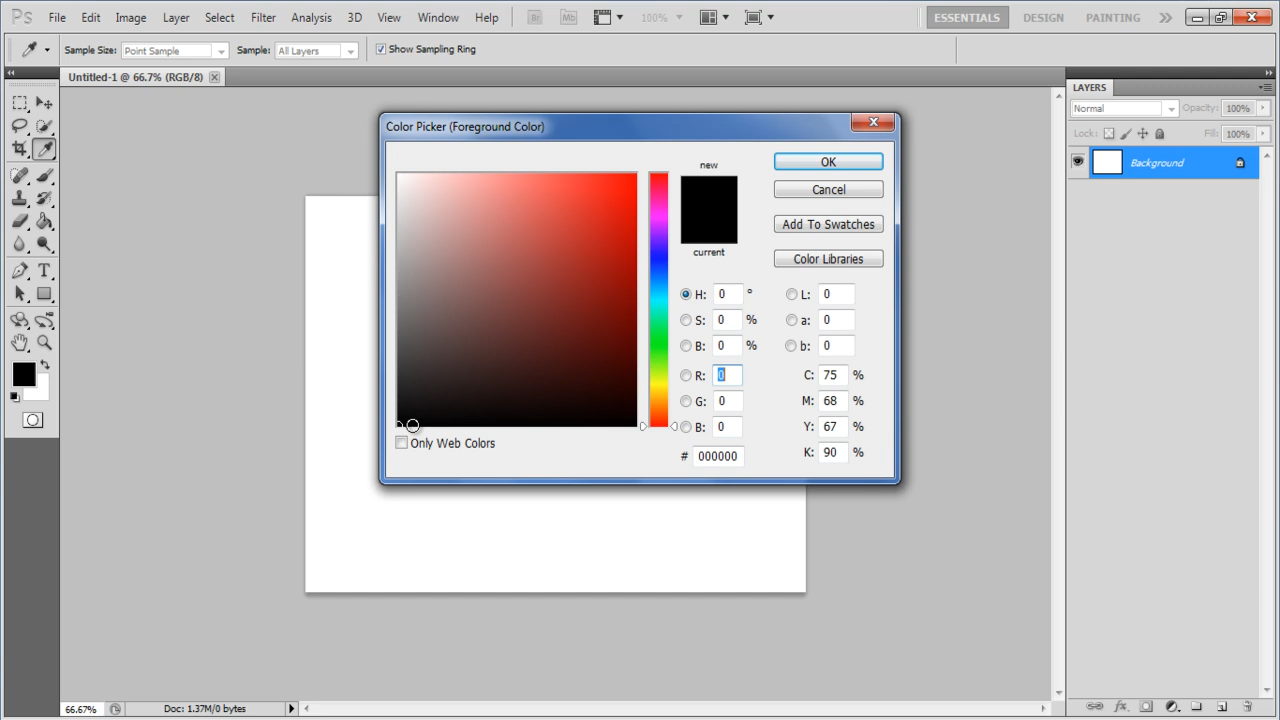 Ps File Edit Image Layer Select Filter Analysis 3D View Window Help Br Mb 100% ESSENTIALS DESIGN PAINTING
Sample Size: Point Sample Sample: All Layers Show Sampling Ring
Untitled-1 @ 66.7% (RGB/8)
LAYERS
Normal Opacity: 100%
Lock: Fill: 100%
Background
Color Picker (Foreground Color)
new
current
OK
Cancel
Add To Swatches
Color Libraries
H: 0 ° L: 0
S: 0 % a: 0
B: 0 % b: 0
R: 0 C: 75 %
G: 0 M: 68 %
B: 0 Y: 67 %
# 000000 K: 90 %
Only Web Colors
T
66.67% Doc: 1.37M/0 bytes
fx